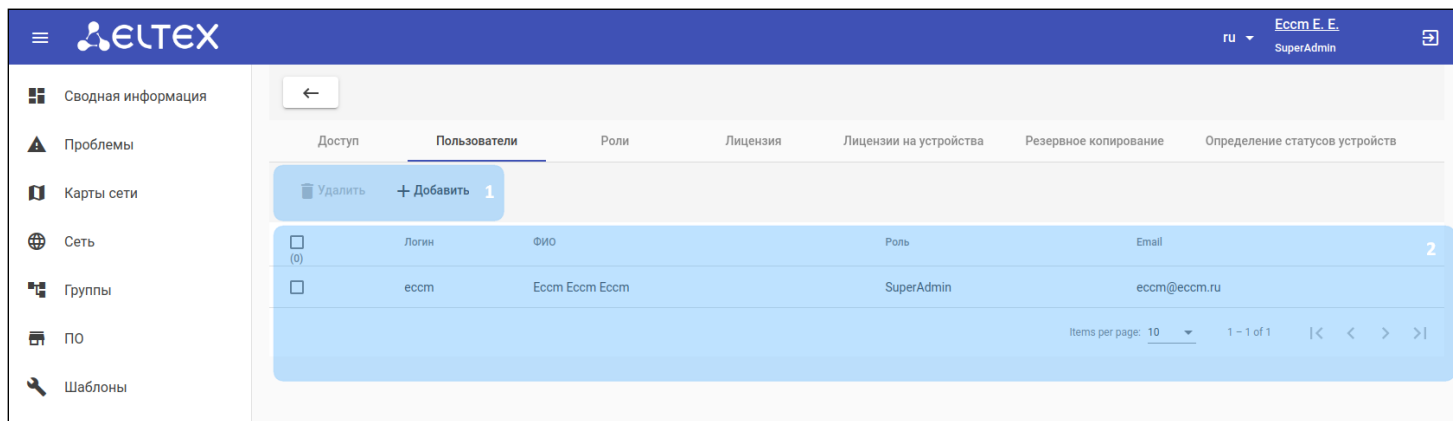 ELTEX
ru
Eccm E. E.
SuperAdmin
Сводная информация
Проблемы
Карты сети
Сеть
Группы
ПО
Шаблоны
Доступ Пользователи Роли Лицензия Лицензии на устройства Резервное копирование Определение статусов устройств
Удалить + Добавить 1
(0) Логин ФИО Роль Email 2
eccm Eccm Eccm Eccm SuperAdmin eccm@eccm.ru
Items per page: 10 1 – 1 of 1